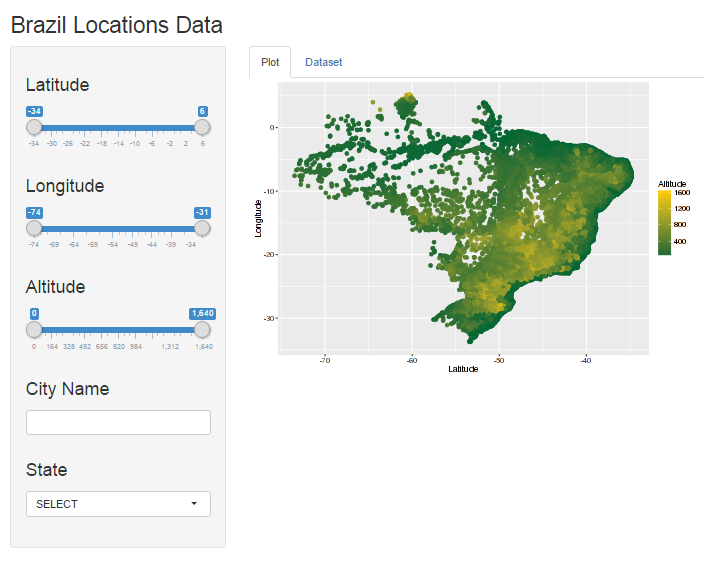 Brazil Locations Data
Latitude
-34 6
-34 -30 -26 -22 -18 -14 -10 -6 -2 2 6
Longitude
-74 -31
-74 -69 -64 -59 -54 -49 -44 -39 -34
Altitude
0 1,640
0 164 328 492 656 820 984 1,312 1,640
City Name
State
SELECT
Plot Dataset
Longitude
0
-10
-20
-30
-70 -60 -50 -40
Latitude
Altitude
1600
1200
800
400